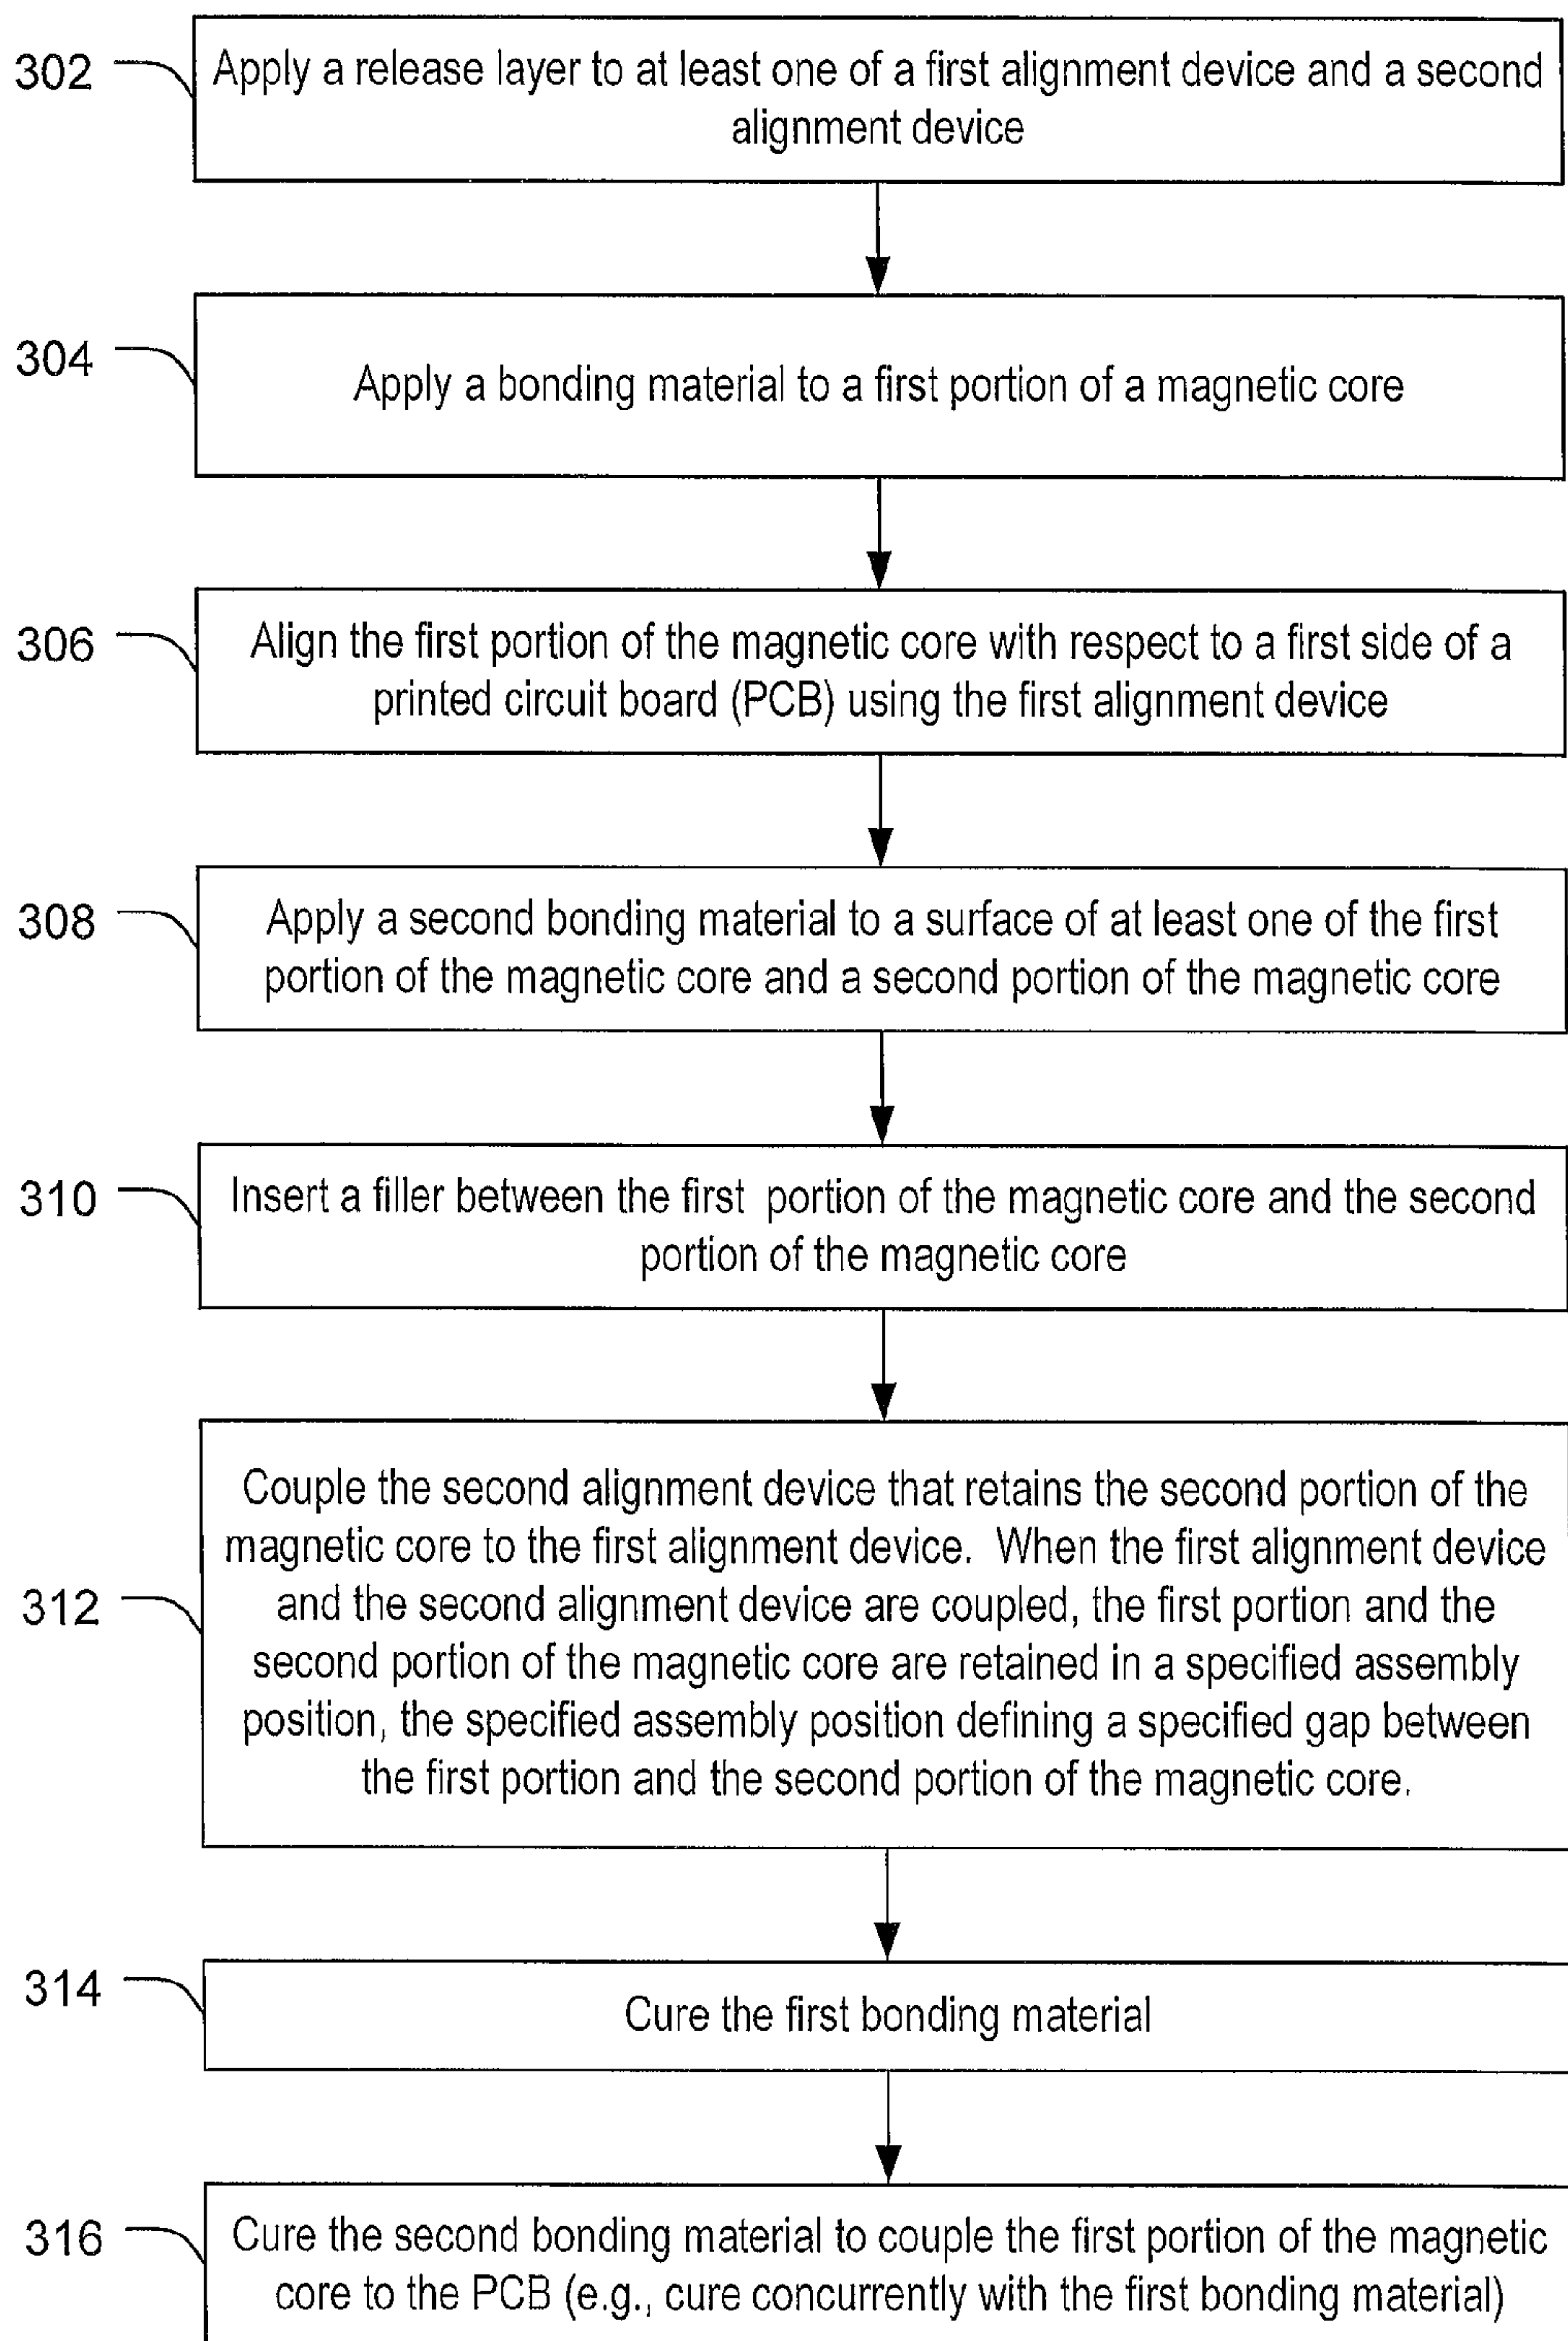 302
Apply a release layer to at least one of a first alignment device and a second
alignment device
304
Apply a bonding material to a first portion of a magnetic core
306
Align the first portion of the magnetic core with respect to a first side of a
printed circuit board (PCB) using the first alignment device
308
Apply a second bonding material to a surface of at least one of the first
portion of the magnetic core and a second portion of the magnetic core
310
Insert a filler between the first portion of the magnetic core and the second
portion of the magnetic core
312
Couple the second alignment device that retains the second portion of the
magnetic core to the first alignment device. When the first alignment device
and the second alignment device are coupled, the first portion and the
second portion of the magnetic core are retained in a specified assembly
position, the specified assembly position defining a specified gap between
the first portion and the second portion of the magnetic core.
314
Cure the first bonding material
316
Cure the second bonding material to couple the first portion of the magnetic
core to the PCB (e.g., cure concurrently with the first bonding material)